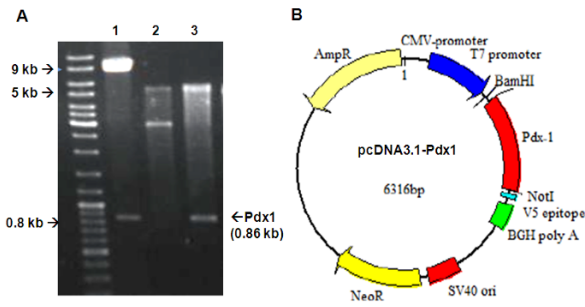 A
1 2 3
9 kb→
5 kb→
0.8 kb→
←Pdx1
(0.86 kb)
B
CMV-promoter
T7 promoter
AmpR
1
BamHI
Pdx-1
pcDNA3.1-Pdx1
6316bp
NotI
V5 epitope
BGH poly A
SV40 ori
NeoR